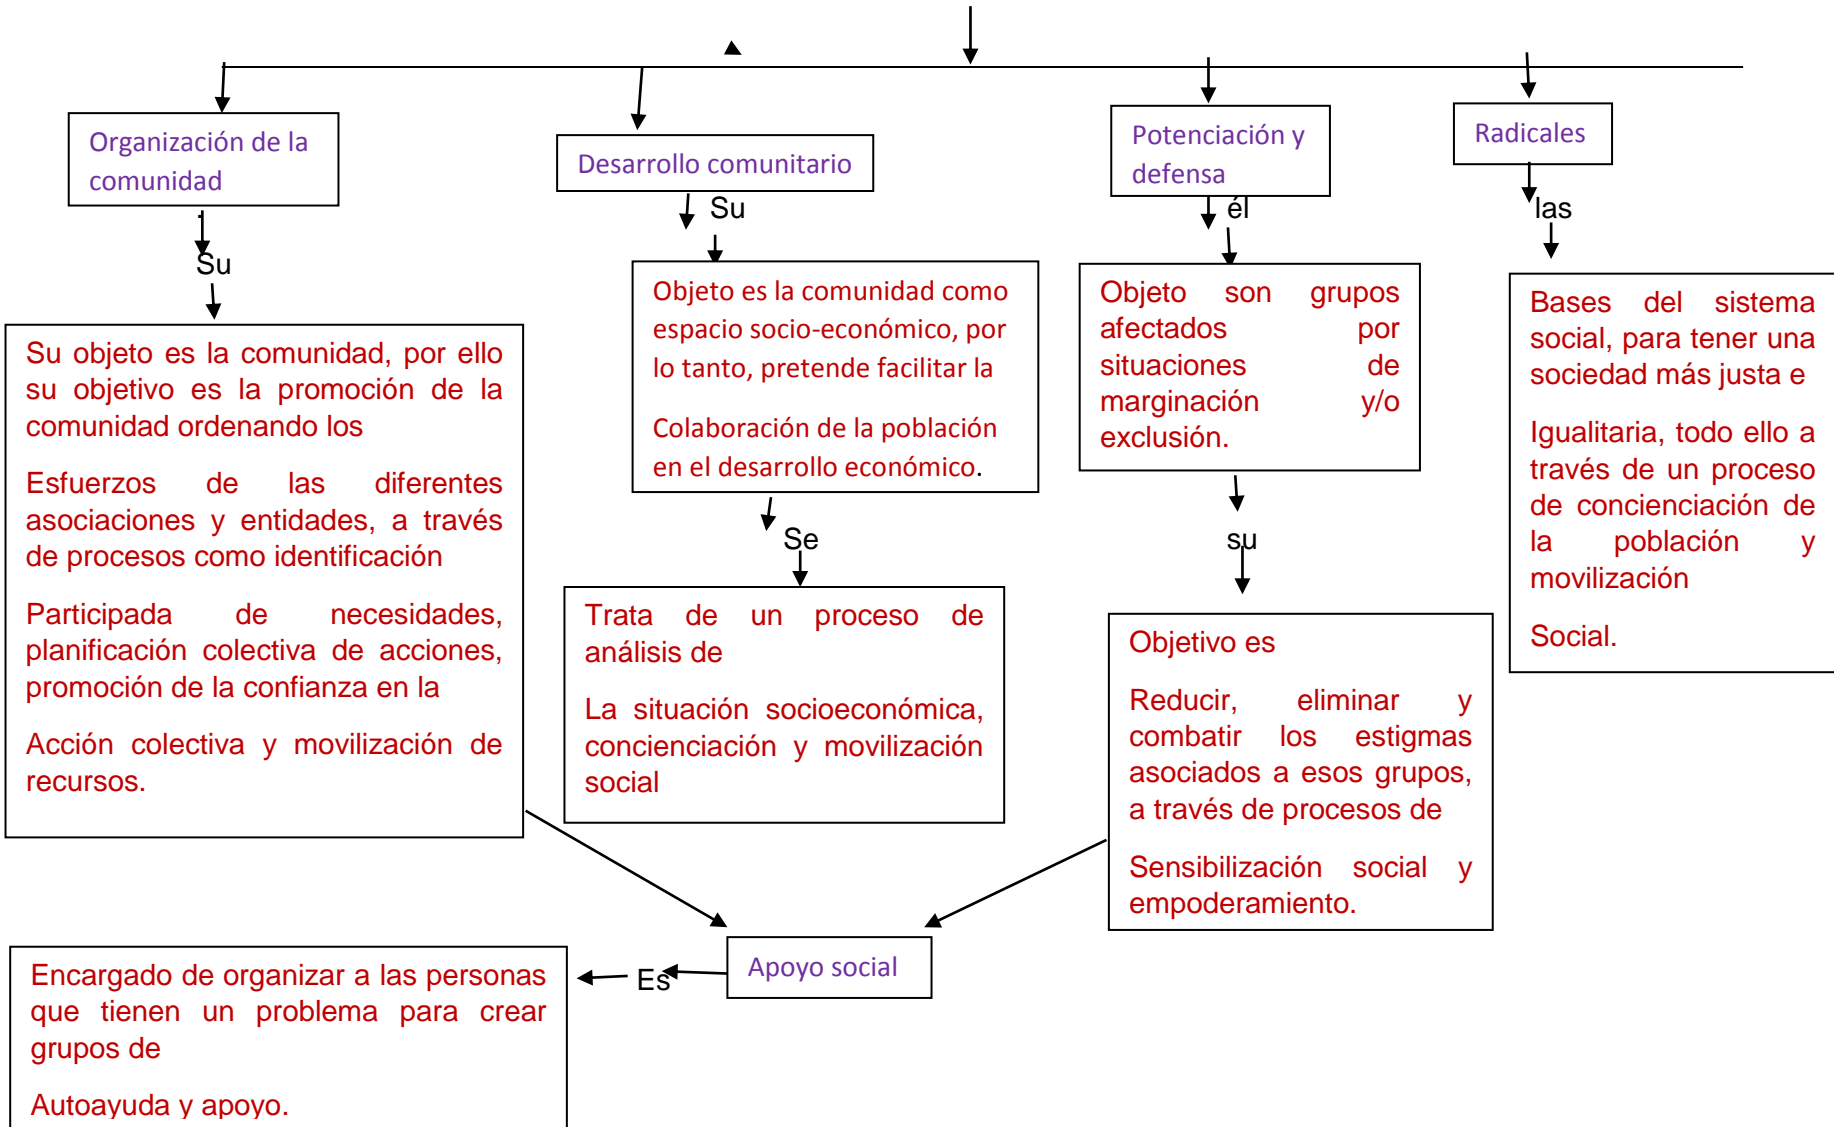 Organización de la
comunidad
Su
Su objeto es la comunidad, por ello
su objetivo es la promoción de la
comunidad ordenando los
Esfuerzos de las diferentes
asociaciones y entidades, a través
de procesos como identificación
Participada de necesidades,
planificación colectiva de acciones,
promoción de la confianza en la
Acción colectiva y movilización de
recursos.
Desarrollo comunitario
Su
Objeto es la comunidad como
espacio socio-económico, por
lo tanto, pretende facilitar la
Colaboración de la población
en el desarrollo económico.
Se
Trata de un proceso de
análisis de
La situación socioeconómica,
concienciación y movilización
social
Potenciación y
defensa
él
Objeto son grupos
afectados por
situaciones de
marginación y/o
exclusión.
su
Objetivo es
Reducir, eliminar y
combatir los estigmas
asociados a esos grupos,
a través de procesos de
Sensibilización social y
empoderamiento.
Radicales
las
Bases del sistema
social, para tener una
sociedad más justa e
Igualitaria, todo ello a
través de un proceso
de concienciación de
la población y
movilización
Social.
Apoyo social
Es
Encargado de organizar a las personas
que tienen un problema para crear
grupos de
Autoayuda y apoyo.